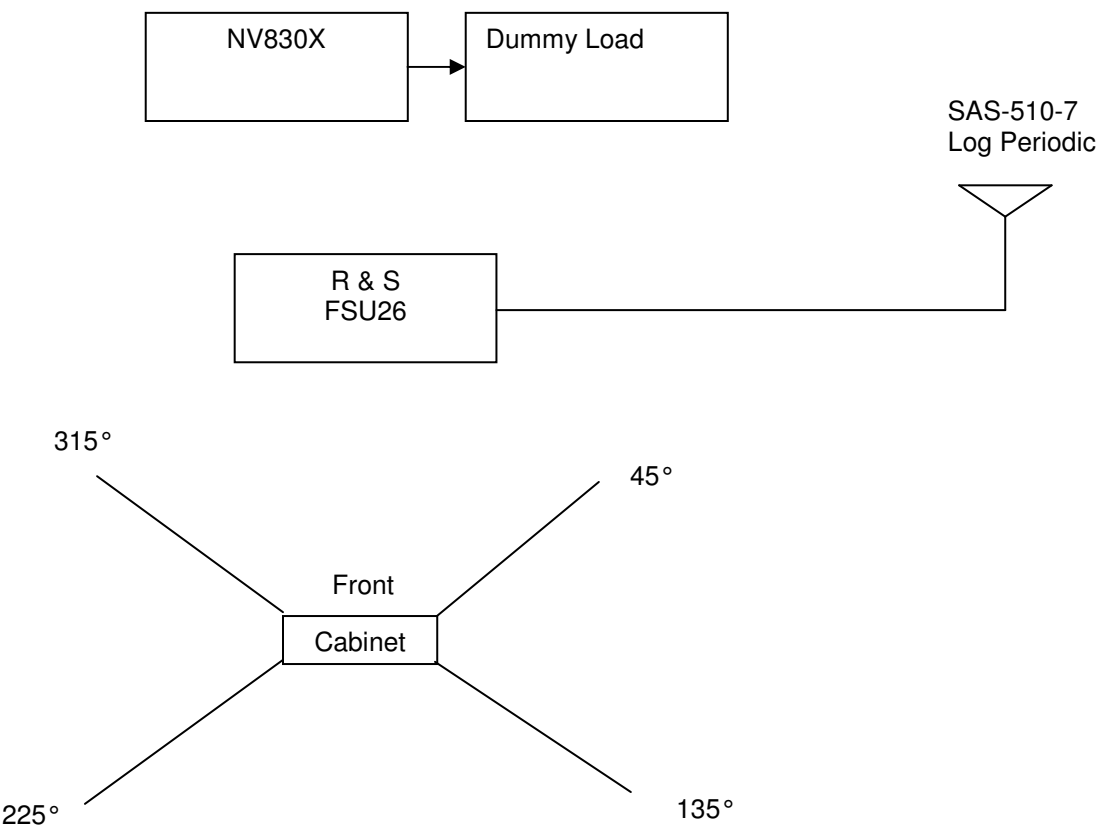 NV830X
Dummy Load
SAS-510-7
Log Periodic
R & S
FSU26
315°
45°
Front
Cabinet
225°
135°